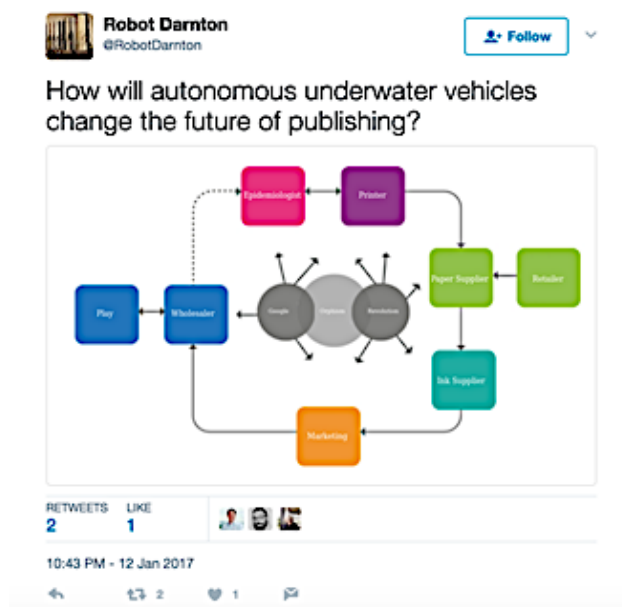 Robot Darnton
@RobotDarnton
Follow
How will autonomous underwater vehicles
change the future of publishing?
Epidemiologist
Printer
Paper Supplier
Retailer
Play
Wholesaler
Google
Orphan
Revolution
Ink Supplier
Marketing
RETWEETS LIKE
2 1
10:43 PM - 12 Jan 2017
2 1